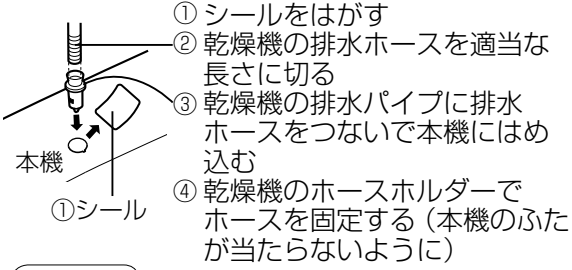 ① シールをはがす
② 乾燥機の排水ホースを適当な
長さに切る
③ 乾燥機の排水パイプに排水
ホースをつないで本機にはめ
込む
④ 乾燥機のホースホルダーで
ホースを固定する（本機のふた
が当たらないように）
本機
①シール